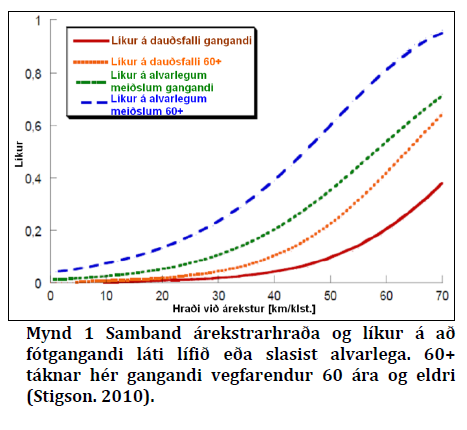 1
0,8
0,6
0,4
0,2
0
Líkur
Líkur á dauðsfalli gangandi
Líkur á dauðsfalli 60+
Líkur á alvarlegum
meiðslum gangandi
Líkur á alvarlegum
meiðslum 60+
0 10 20 30 40 50 60 70
Hraði við árekstur [km/klst.]
Mynd 1 Samband árekstrarhraða og líkur á að
fótgangandi láti lífið eða slasist alvarlega. 60+
táknar hér gangandi vegfarendur 60 ára og eldri
(Stigson. 2010).